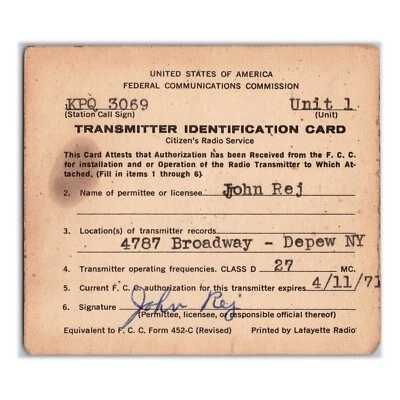 UNITED STATES OF AMERICA
FEDERAL COMMUNICATIONS COMMISSION
KPQ 3069 Unit 1
(Station Call Sign) (Unit)
TRANSMITTER IDENTIFICATION CARD
Citizen's Radio Service
This Card Attests that Authorization has been Received from the F. C. C.
for installation and or Operation of the Radio Transmitter to Which At-
tached. (Fill in items 1 through 6)
2. Name of permittee or licensee John Rej
3. Location(s) of transmitter records
4787 Broadway - Depew NY
4. Transmitter operating frequencies. CLASS D 27 MC.
5. Current F. C. C. authorization for this transmitter expires 4/11/71
6. Signature John Rej
(Permittee, licensee, or responsible official thereof)
Equivalent to F. C. C. Form 452-C (Revised) Printed by Lafayette Radio